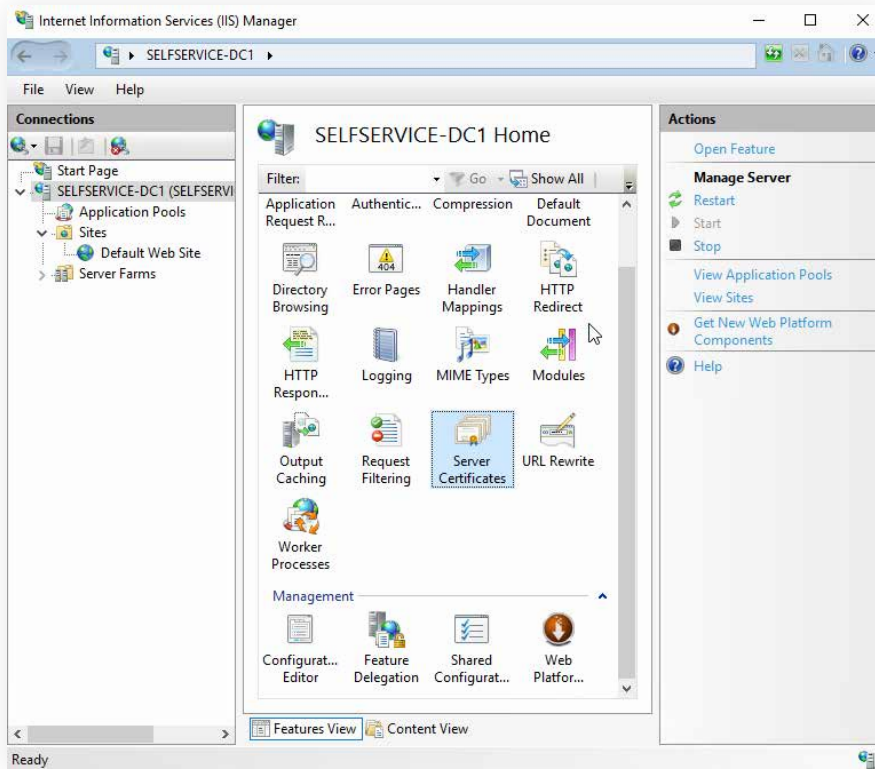 Internet Information Services (IIS) Manager
SELFSERVICE-DC1
File View Help
Connections
Start Page
SELFSERVICE-DC1 (SELFSERVI
Application Pools
Sites
Default Web Site
Server Farms
SELFSERVICE-DC1 Home
Filter: Go Show All
Application Request R...
Authentic...
Compression
Default Document
Directory Browsing
Error Pages
404
Handler Mappings
HTTP Redirect
HTTP Respon...
Logging
MIME Types
Modules
Output Caching
Request Filtering
Server Certificates
URL Rewrite
Worker Processes
Management
Configurat... Editor
Feature Delegation
Shared Configurat...
Web Platfor...
Features View
Content View
Actions
Open Feature
Manage Server
Restart
Start
Stop
View Application Pools
View Sites
Get New Web Platform
Components
Help
Ready